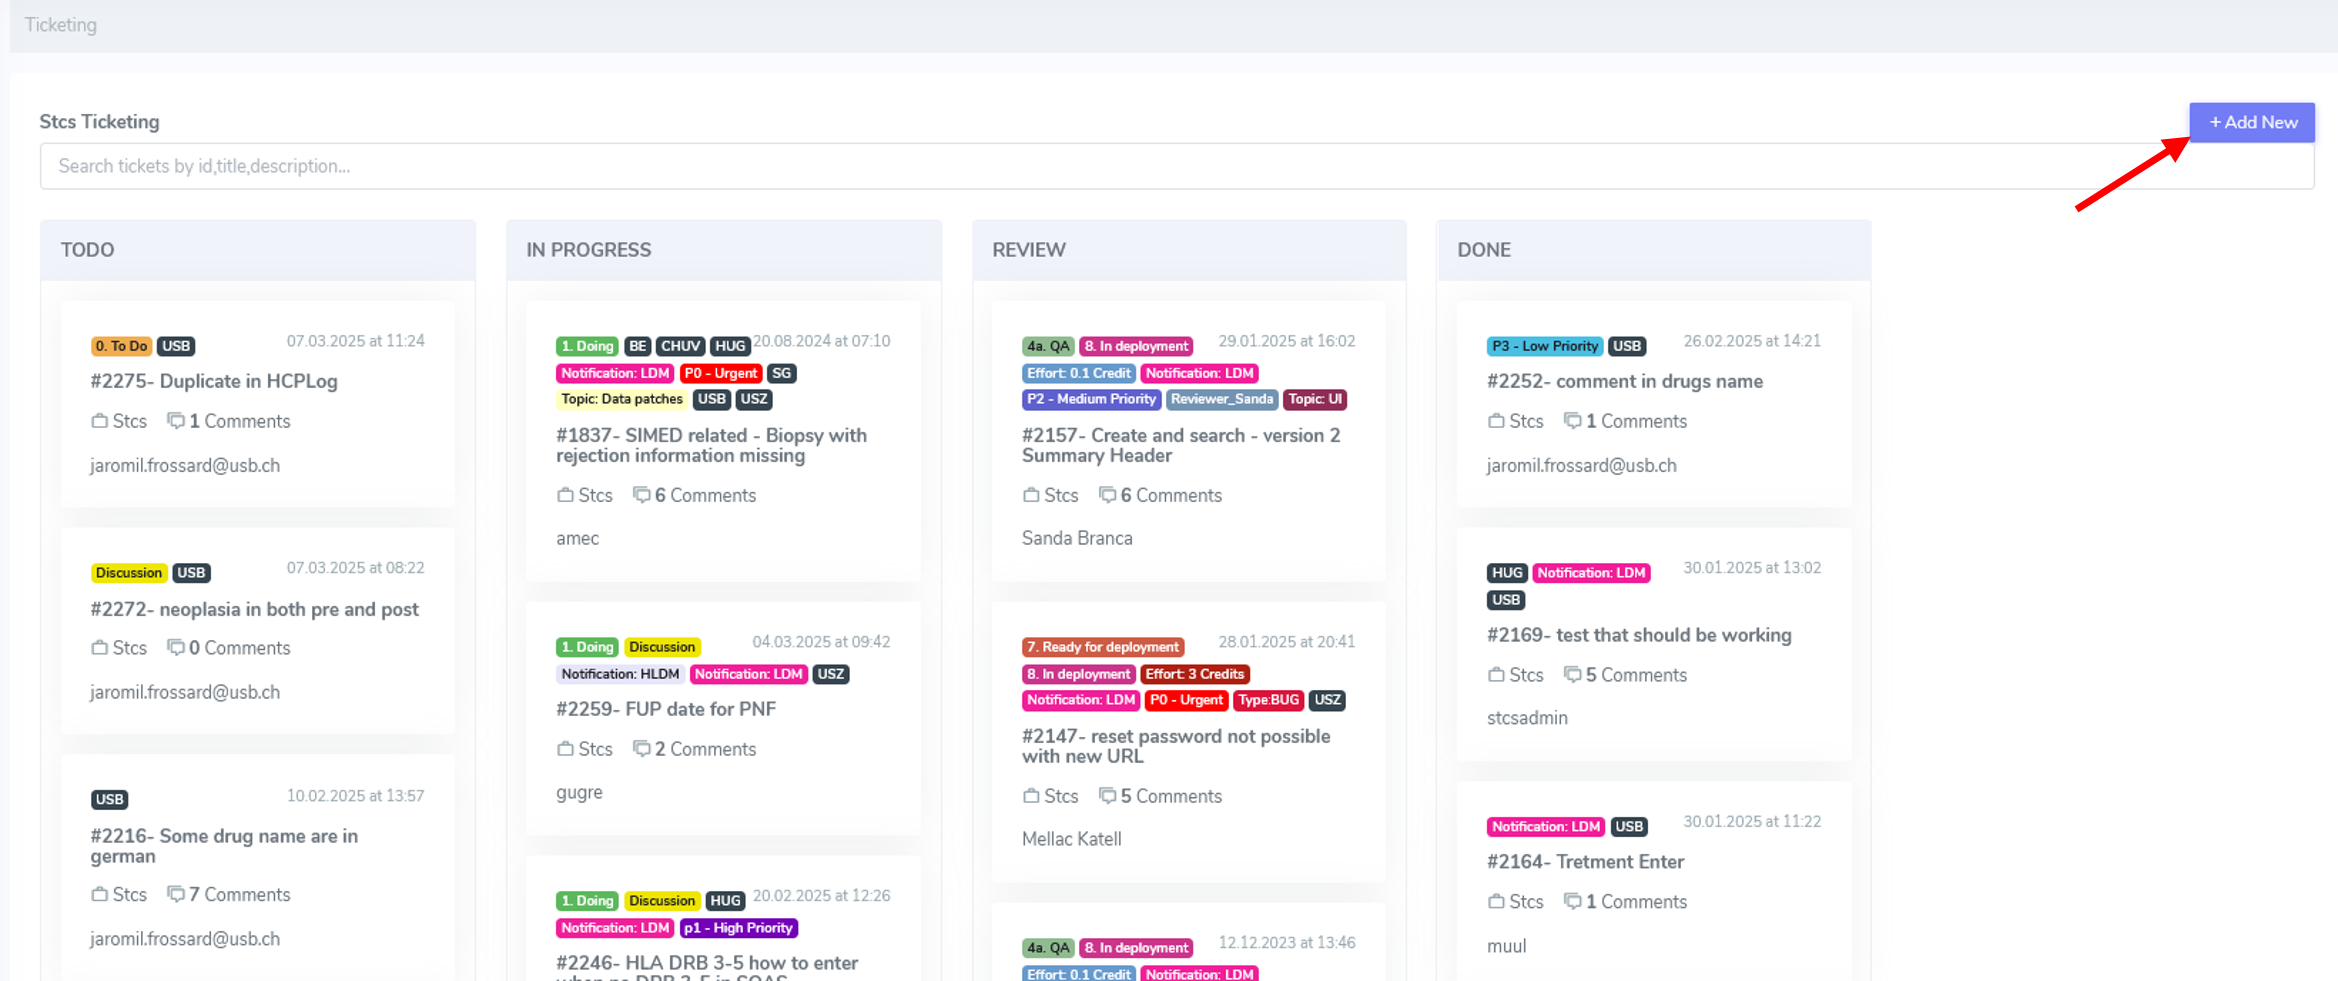 Ticketing
Stcs Ticketing
+ Add New
Search tickets by id,title,description...
TODO
0. To Do USB 07.03.2025 at 11:24
#2275- Duplicate in HCPLog
Stcs 1 Comments
jaromil.frossard@usb.ch
Discussion USB 07.03.2025 at 08:22
#2272- neoplasia in both pre and post
Stcs 0 Comments
jaromil.frossard@usb.ch
USB 10.02.2025 at 13:57
#2216- Some drug name are in
german
Stcs 7 Comments
jaromil.frossard@usb.ch
IN PROGRESS
1. Doing BE CHUV HUG 20.08.2024 at 07:10
Notification: LDM P0 - Urgent SG
Topic: Data patches USB USZ
#1837- SIMED related - Biopsy with
rejection information missing
Stcs 6 Comments
amec
1. Doing Discussion 04.03.2025 at 09:42
Notification: HLDM Notification: LDM USZ
#2259- FUP date for PNF
Stcs 2 Comments
gugre
1. Doing Discussion HUG 20.02.2025 at 12:26
Notification: LDM p1 - High Priority
#2246- HLA DRB 3-5 how to enter
when no DRB 3-5 in SOAS
REVIEW
4a. QA 8. In deployment 29.01.2025 at 16:02
Effort: 0.1 Credit Notification: LDM
P2 - Medium Priority Reviewer_Sanda Topic: UI
#2157- Create and search - version 2
Summary Header
Stcs 6 Comments
Sanda Branca
7. Ready for deployment 28.01.2025 at 20:41
8. In deployment Effort: 3 Credits
Notification: LDM P0 - Urgent Type:BUG USZ
#2147- reset password not possible
with new URL
Stcs 5 Comments
Mellac Katell
4a. QA 8. In deployment 12.12.2023 at 13:46
Effort: 0.1 Credit Notification: LDM
DONE
P3 - Low Priority USB 26.02.2025 at 14:21
#2252- comment in drugs name
Stcs 1 Comments
jaromil.frossard@usb.ch
HUG Notification: LDM 30.01.2025 at 13:02
USB
#2169- test that should be working
Stcs 5 Comments
stcsadmin
Notification: LDM USB 30.01.2025 at 11:22
#2164- Tretment Enter
Stcs 1 Comments
muul